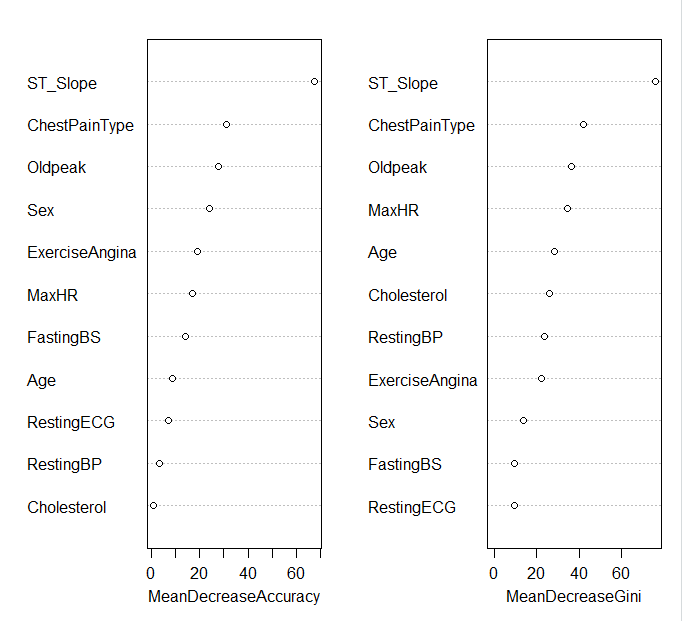 ST_Slope
ChestPainType
Oldpeak
Sex
ExerciseAngina
MaxHR
FastingBS
Age
RestingECG
RestingBP
Cholesterol
0 20 40 60
MeanDecreaseAccuracy
ST_Slope
ChestPainType
Oldpeak
MaxHR
Age
Cholesterol
RestingBP
ExerciseAngina
Sex
FastingBS
RestingECG
0 20 40 60
MeanDecreaseGini